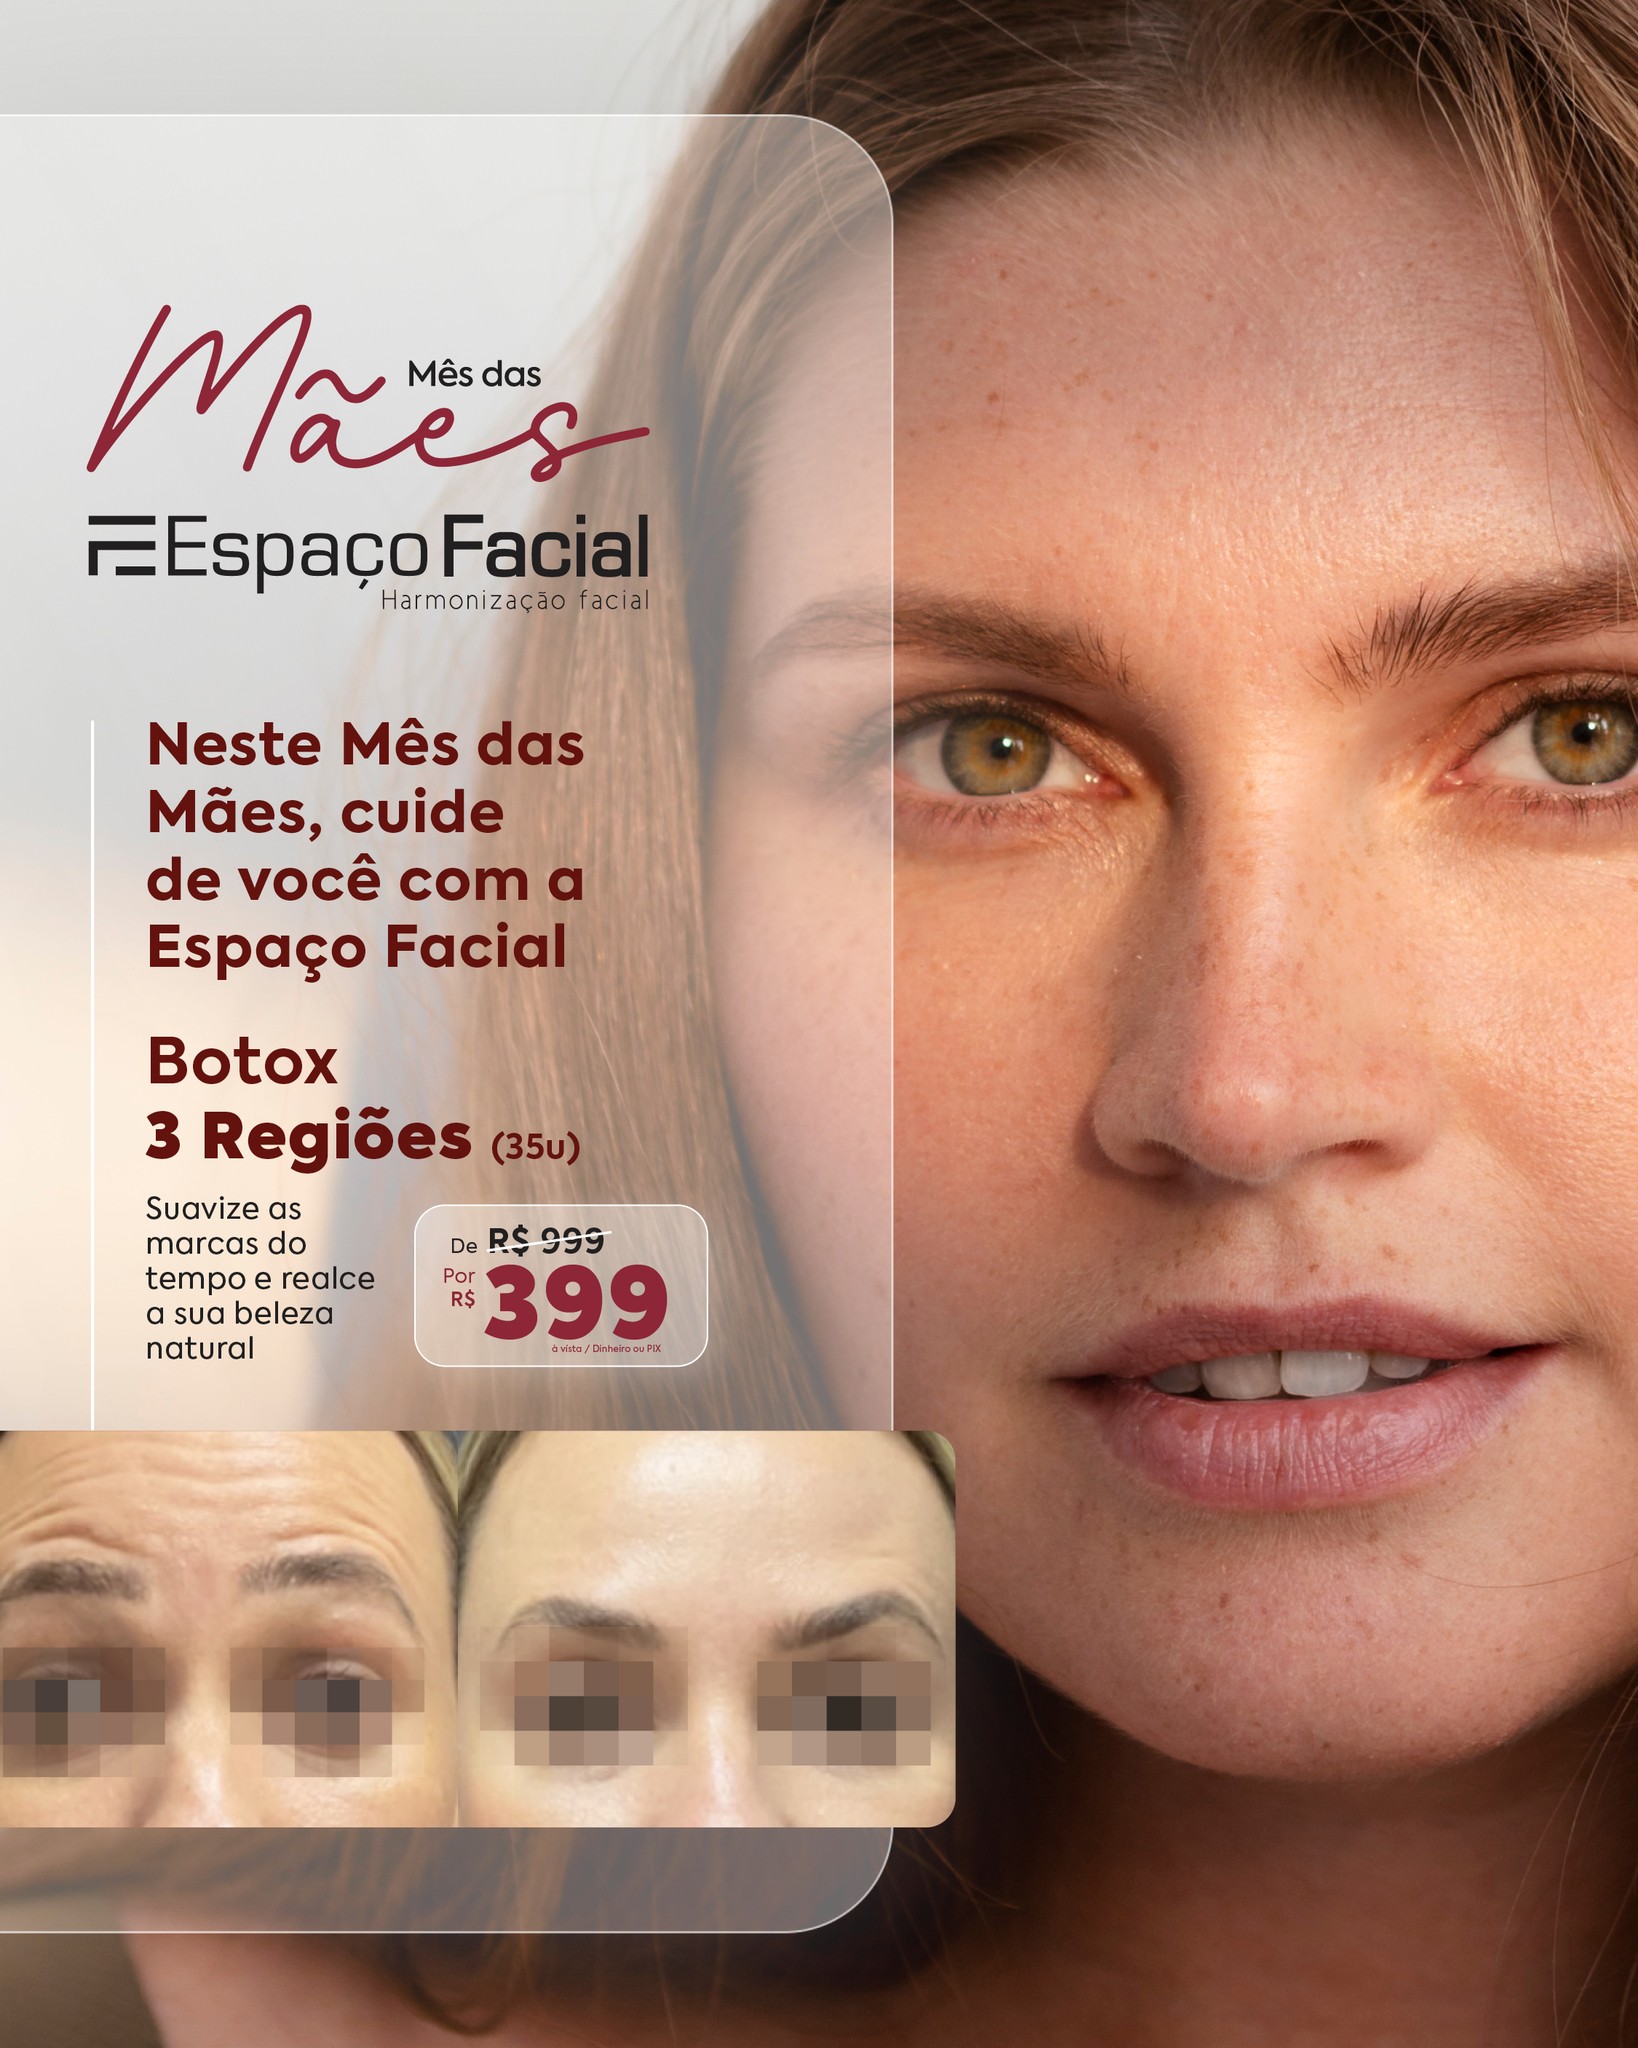 Mês das
Mães
Espaço Facial
Harmonização facial
Neste Mês das
Mães, cuide
de você com a
Espaço Facial
Botox
3 Regiões (35u)
Suavize as
marcas do
tempo e realce
a sua beleza
natural
De R$ 999
Por
R$ 399
à vista / Dinheiro ou PIX